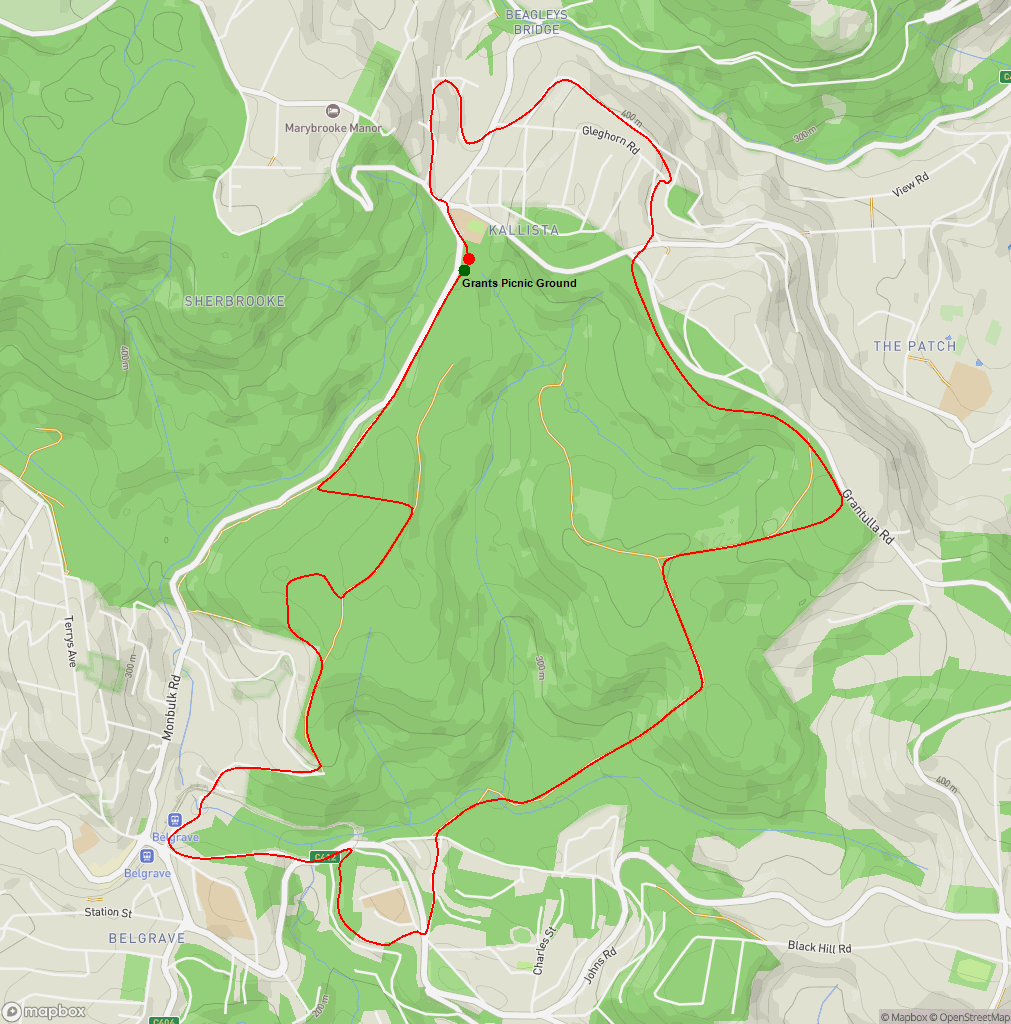 BEAGLEYS
BRIDGE
Marybrooke Manor
400 m
Gleghorn Rd
300 m
View Rd
KALLISTA
Grants Picnic Ground
SHERBROOKE
400 m
THE PATCH
Grantulla Rd
Terrys Ave
300 m
300 m
Monbulk Rd
400 m
Belgrave
Belgrave
Station St
BELGRAVE
Charles St
Johns Rd
Black Hill Rd
200 m
C404
mapbox
© Mapbox © OpenStreetMap